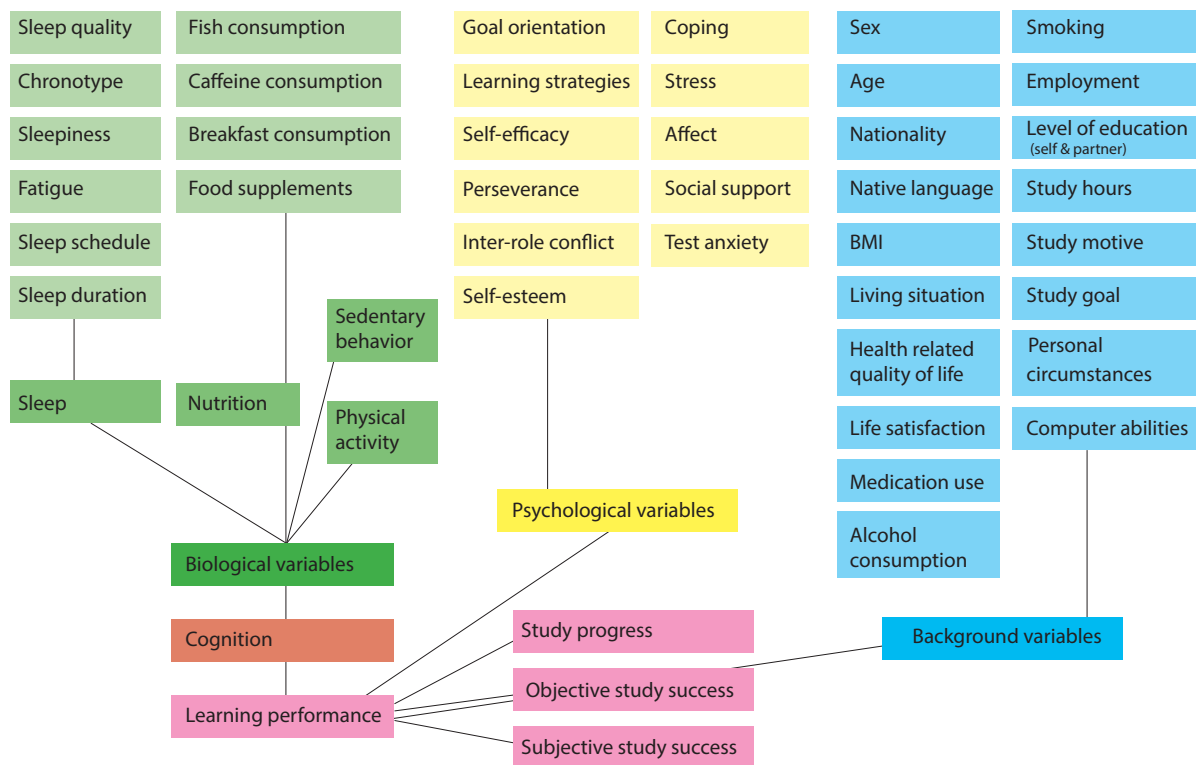 Sleep quality
Chronotype
Sleepiness
Fatigue
Sleep schedule
Sleep duration
Sleep
Fish consumption
Caffeine consumption
Breakfast consumption
Food supplements
Nutrition
Sedentary
behavior
Physical
activity
Biological variables
Cognition
Learning performance
Goal orientation
Learning strategies
Self-efficacy
Perseverance
Inter-role conflict
Self-esteem
Coping
Stress
Affect
Social support
Test anxiety
Psychological variables
Study progress
Objective study success
Subjective study success
Sex
Age
Nationality
Native language
BMI
Living situation
Health related
quality of life
Life satisfaction
Medication use
Alcohol
consumption
Smoking
Employment
Level of education
(self & partner)
Study hours
Study motive
Study goal
Personal
circumstances
Computer abilities
Background variables